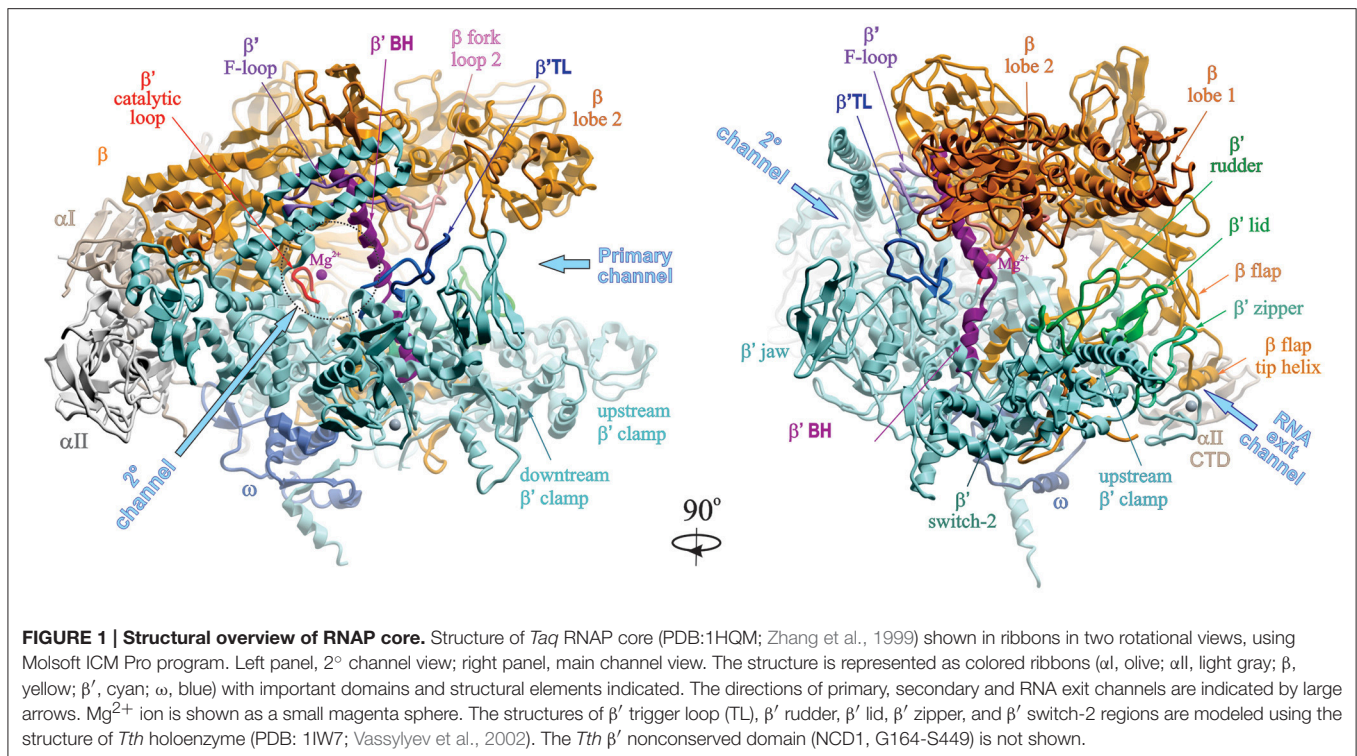 β′
F-loop
β′ BH
β fork
loop 2
β′TL
β
lobe 2
β′
catalytic
loop
β
αI
Mg2+
Primary
channel
αII
2°
channel
ω
upstream
β′ clamp
downtream
β′ clamp
90°
β′
F-loop
β
lobe 2
β
lobe 1
β′TL
β′
rudder
2°
channel
β′ lid
Mg2+
β flap
β′ zipper
β′ jaw
β flap
tip helix
β′ BH
RNA
exit
channel
αII
CTD
β′
switch-2
ω
upstream
β′ clamp
FIGURE 1 | Structural overview of RNAP core. Structure of Taq RNAP core (PDB:1HQM; Zhang et al., 1999) shown in ribbons in two rotational views, using
Molsoft ICM Pro program. Left panel, 2° channel view; right panel, main channel view. The structure is represented as colored ribbons (αI, olive; αII, light gray; β,
yellow; β′, cyan; ω, blue) with important domains and structural elements indicated. The directions of primary, secondary and RNA exit channels are indicated by large
arrows. Mg2+ ion is shown as a small magenta sphere. The structures of β′ trigger loop (TL), β′ rudder, β′ lid, β′ zipper, and β′ switch-2 regions are modeled using the
structure of Tth holoenzyme (PDB: 1IW7; Vassylyev et al., 2002). The Tth β′ nonconserved domain (NCD1, G164-S449) is not shown.